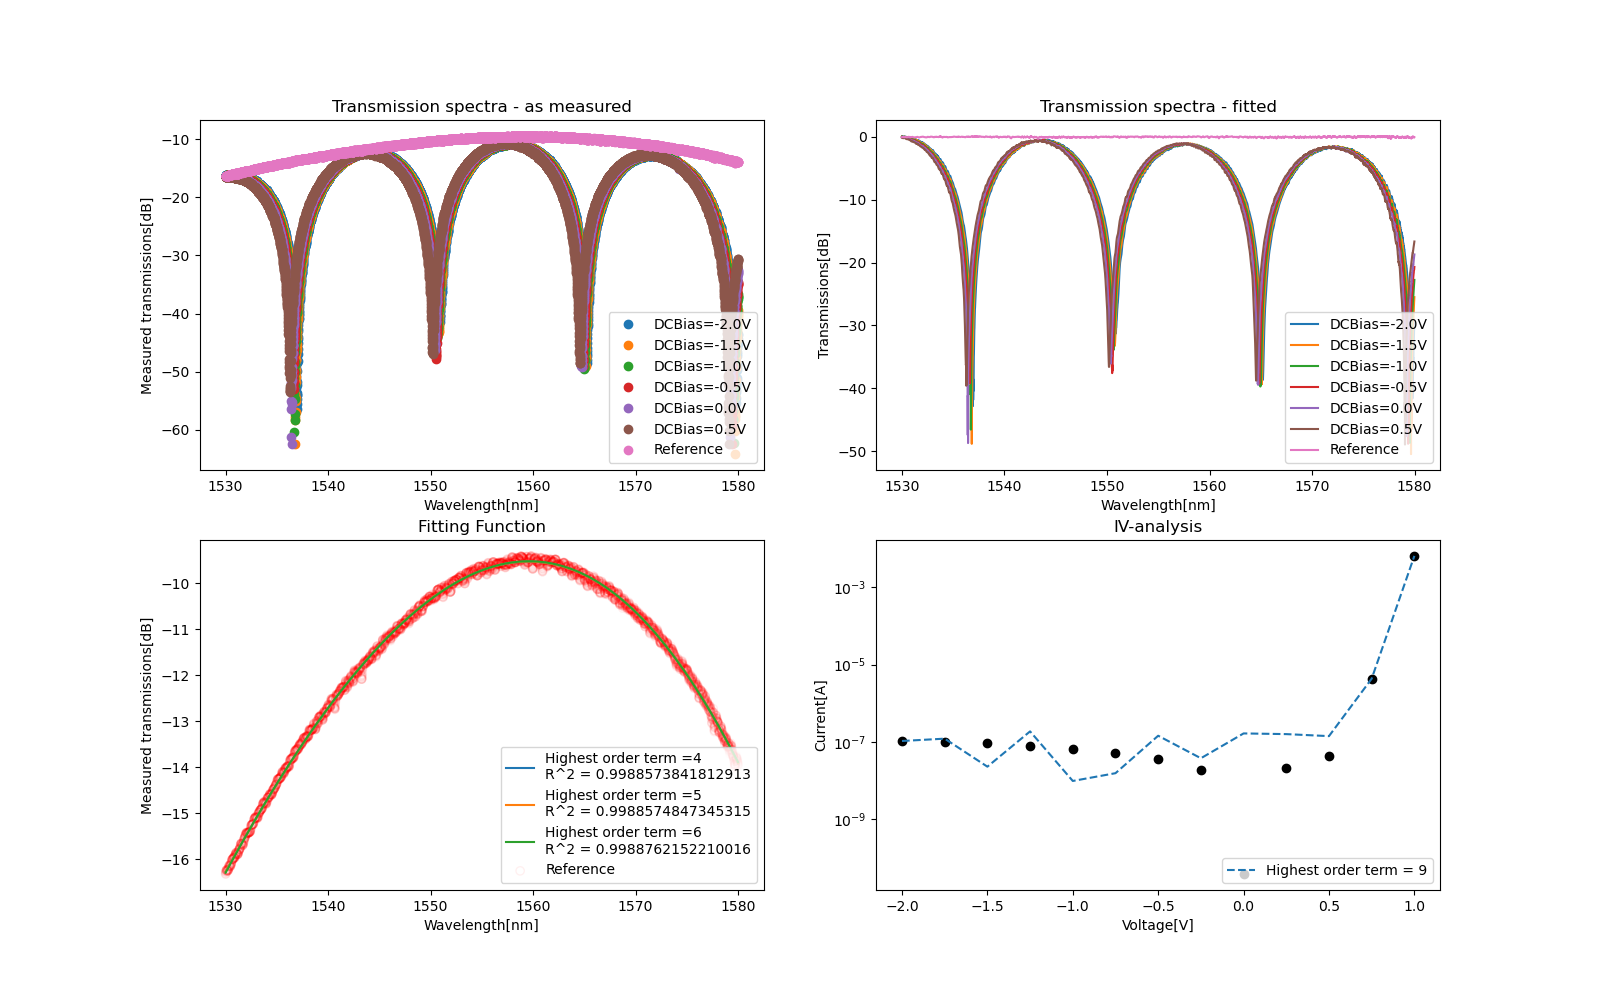 Transmission spectra - as measured
Measured transmissions[dB]
−10
−20
−30
−40
−50
−60
1530
1540
1550
1560
1570
1580
Wavelength[nm]
DCBias=-2.0V
DCBias=-1.5V
DCBias=-1.0V
DCBias=-0.5V
DCBias=0.0V
DCBias=0.5V
Reference
Transmission spectra - fitted
Transmissions[dB]
0
−10
−20
−30
−40
−50
1530
1540
1550
1560
1570
1580
Wavelength[nm]
DCBias=-2.0V
DCBias=-1.5V
DCBias=-1.0V
DCBias=-0.5V
DCBias=0.0V
DCBias=0.5V
Reference
Fitting Function
Measured transmissions[dB]
−10
−11
−12
−13
−14
−15
−16
1530
1540
1550
1560
1570
1580
Wavelength[nm]
Highest order term =4
R^2 = 0.9988573841812913
Highest order term =5
R^2 = 0.9988574847345315
Highest order term =6
R^2 = 0.9988762152210016
Reference
IV-analysis
Current[A]
10⁻³
10⁻⁵
10⁻⁷
10⁻⁹
−2.0
−1.5
−1.0
−0.5
0.0
0.5
1.0
Voltage[V]
Highest order term = 9